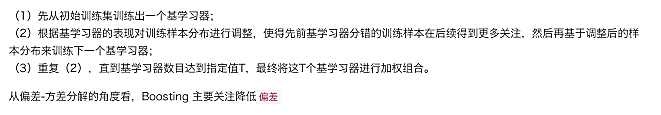 （1）先从初始训练集训练出一个基学习器；
（2）根据基学习器的表现对训练样本分布进行调整，使得先前基学习器分错的训练样本在后续得到更多关注，然后再基于调整后的样
本分布来训练下一个基学习器；
（3）重复（2），直到基学习器数目达到指定值T，最终将这T个基学习器进行加权组合。
从偏差-方差分解的角度看，Boosting 主要关注降低 偏差